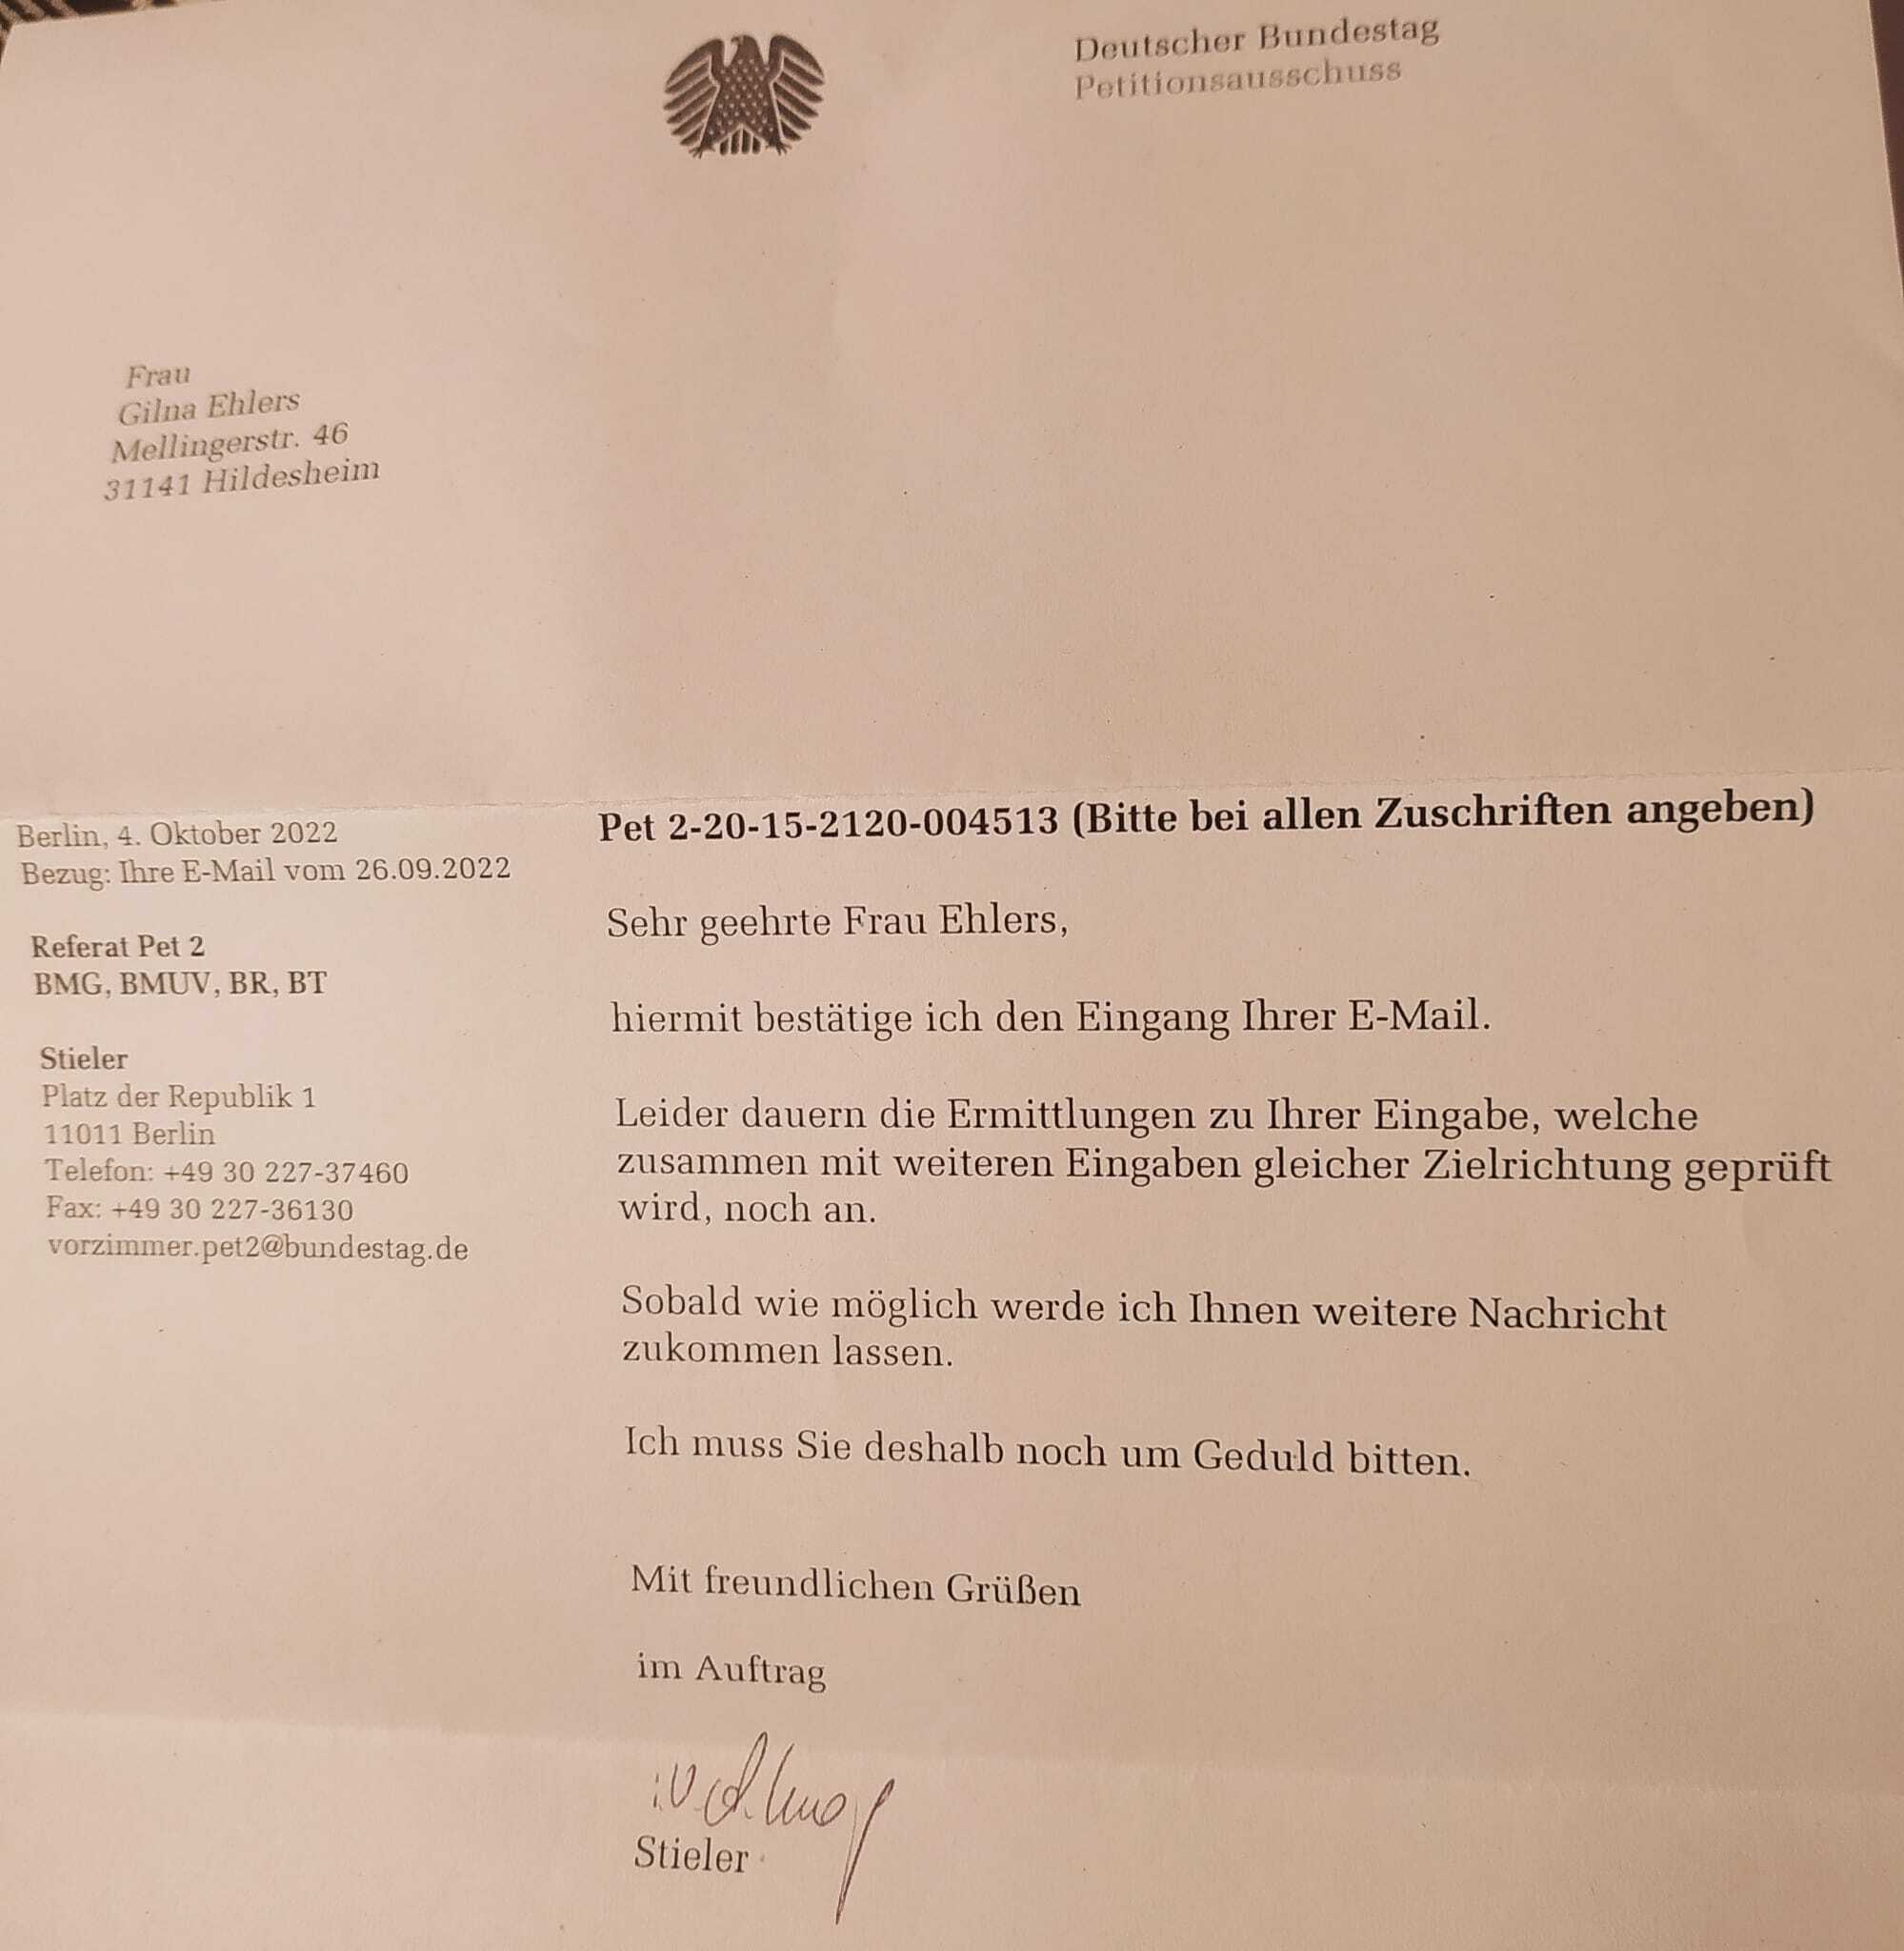 Deutscher Bundestag
Petitionsausschuss
Frau
Gilna Ehlers
Mellingerstr. 46
31141 Hildesheim
Berlin, 4. Oktober 2022
Bezug: Ihre E-Mail vom 26.09.2022
Referat Pet 2
BMG, BMUV, BR, BT
Stieler
Platz der Republik 1
11011 Berlin
Telefon: +49 30 227-37460
Fax: +49 30 227-36130
vorzimmer.pet2@bundestag.de
Pet 2-20-15-2120-004513 (Bitte bei allen Zuschriften angeben)
Sehr geehrte Frau Ehlers,
hiermit bestätige ich den Eingang Ihrer E-Mail.
Leider dauern die Ermittlungen zu Ihrer Eingabe, welche
zusammen mit weiteren Eingaben gleicher Zielrichtung geprüft
wird, noch an.
Sobald wie möglich werde ich Ihnen weitere Nachricht
zukommen lassen.
Ich muss Sie deshalb noch um Geduld bitten.
Mit freundlichen Grüßen
im Auftrag
Stieler